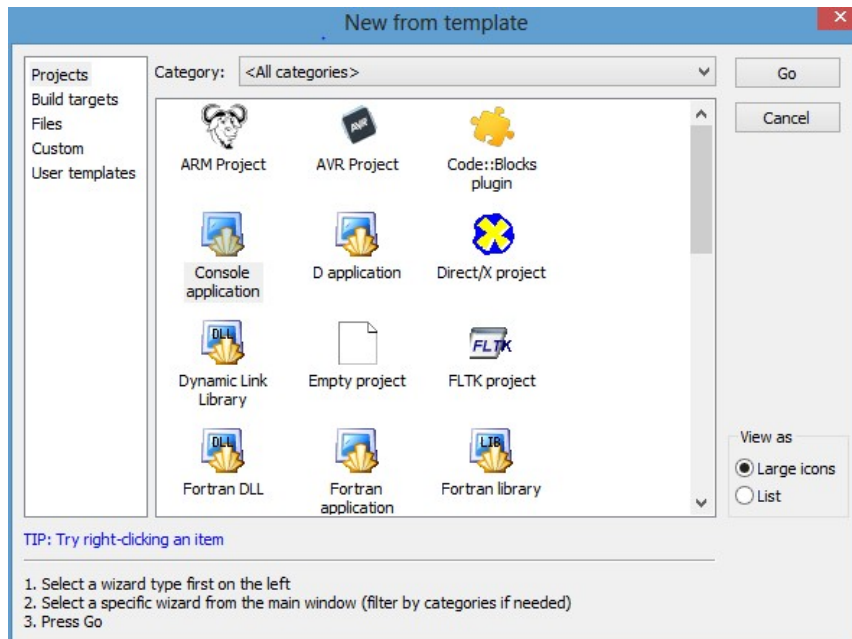 New from template
Projects
Build targets
Files
Custom
User templates
Category: <All categories>
Go
Cancel
ARM Project
AVR
AVR Project
Code::Blocks
plugin
Console
application
D application
Direct/X project
DLL
Dynamic Link
Library
Empty project
FLTK
FLTK project
DLL
Fortran DLL
Fortran
application
LIB
Fortran library
View as
Large icons
List
TIP: Try right-clicking an item
1. Select a wizard type first on the left
2. Select a specific wizard from the main window (filter by categories if needed)
3. Press Go